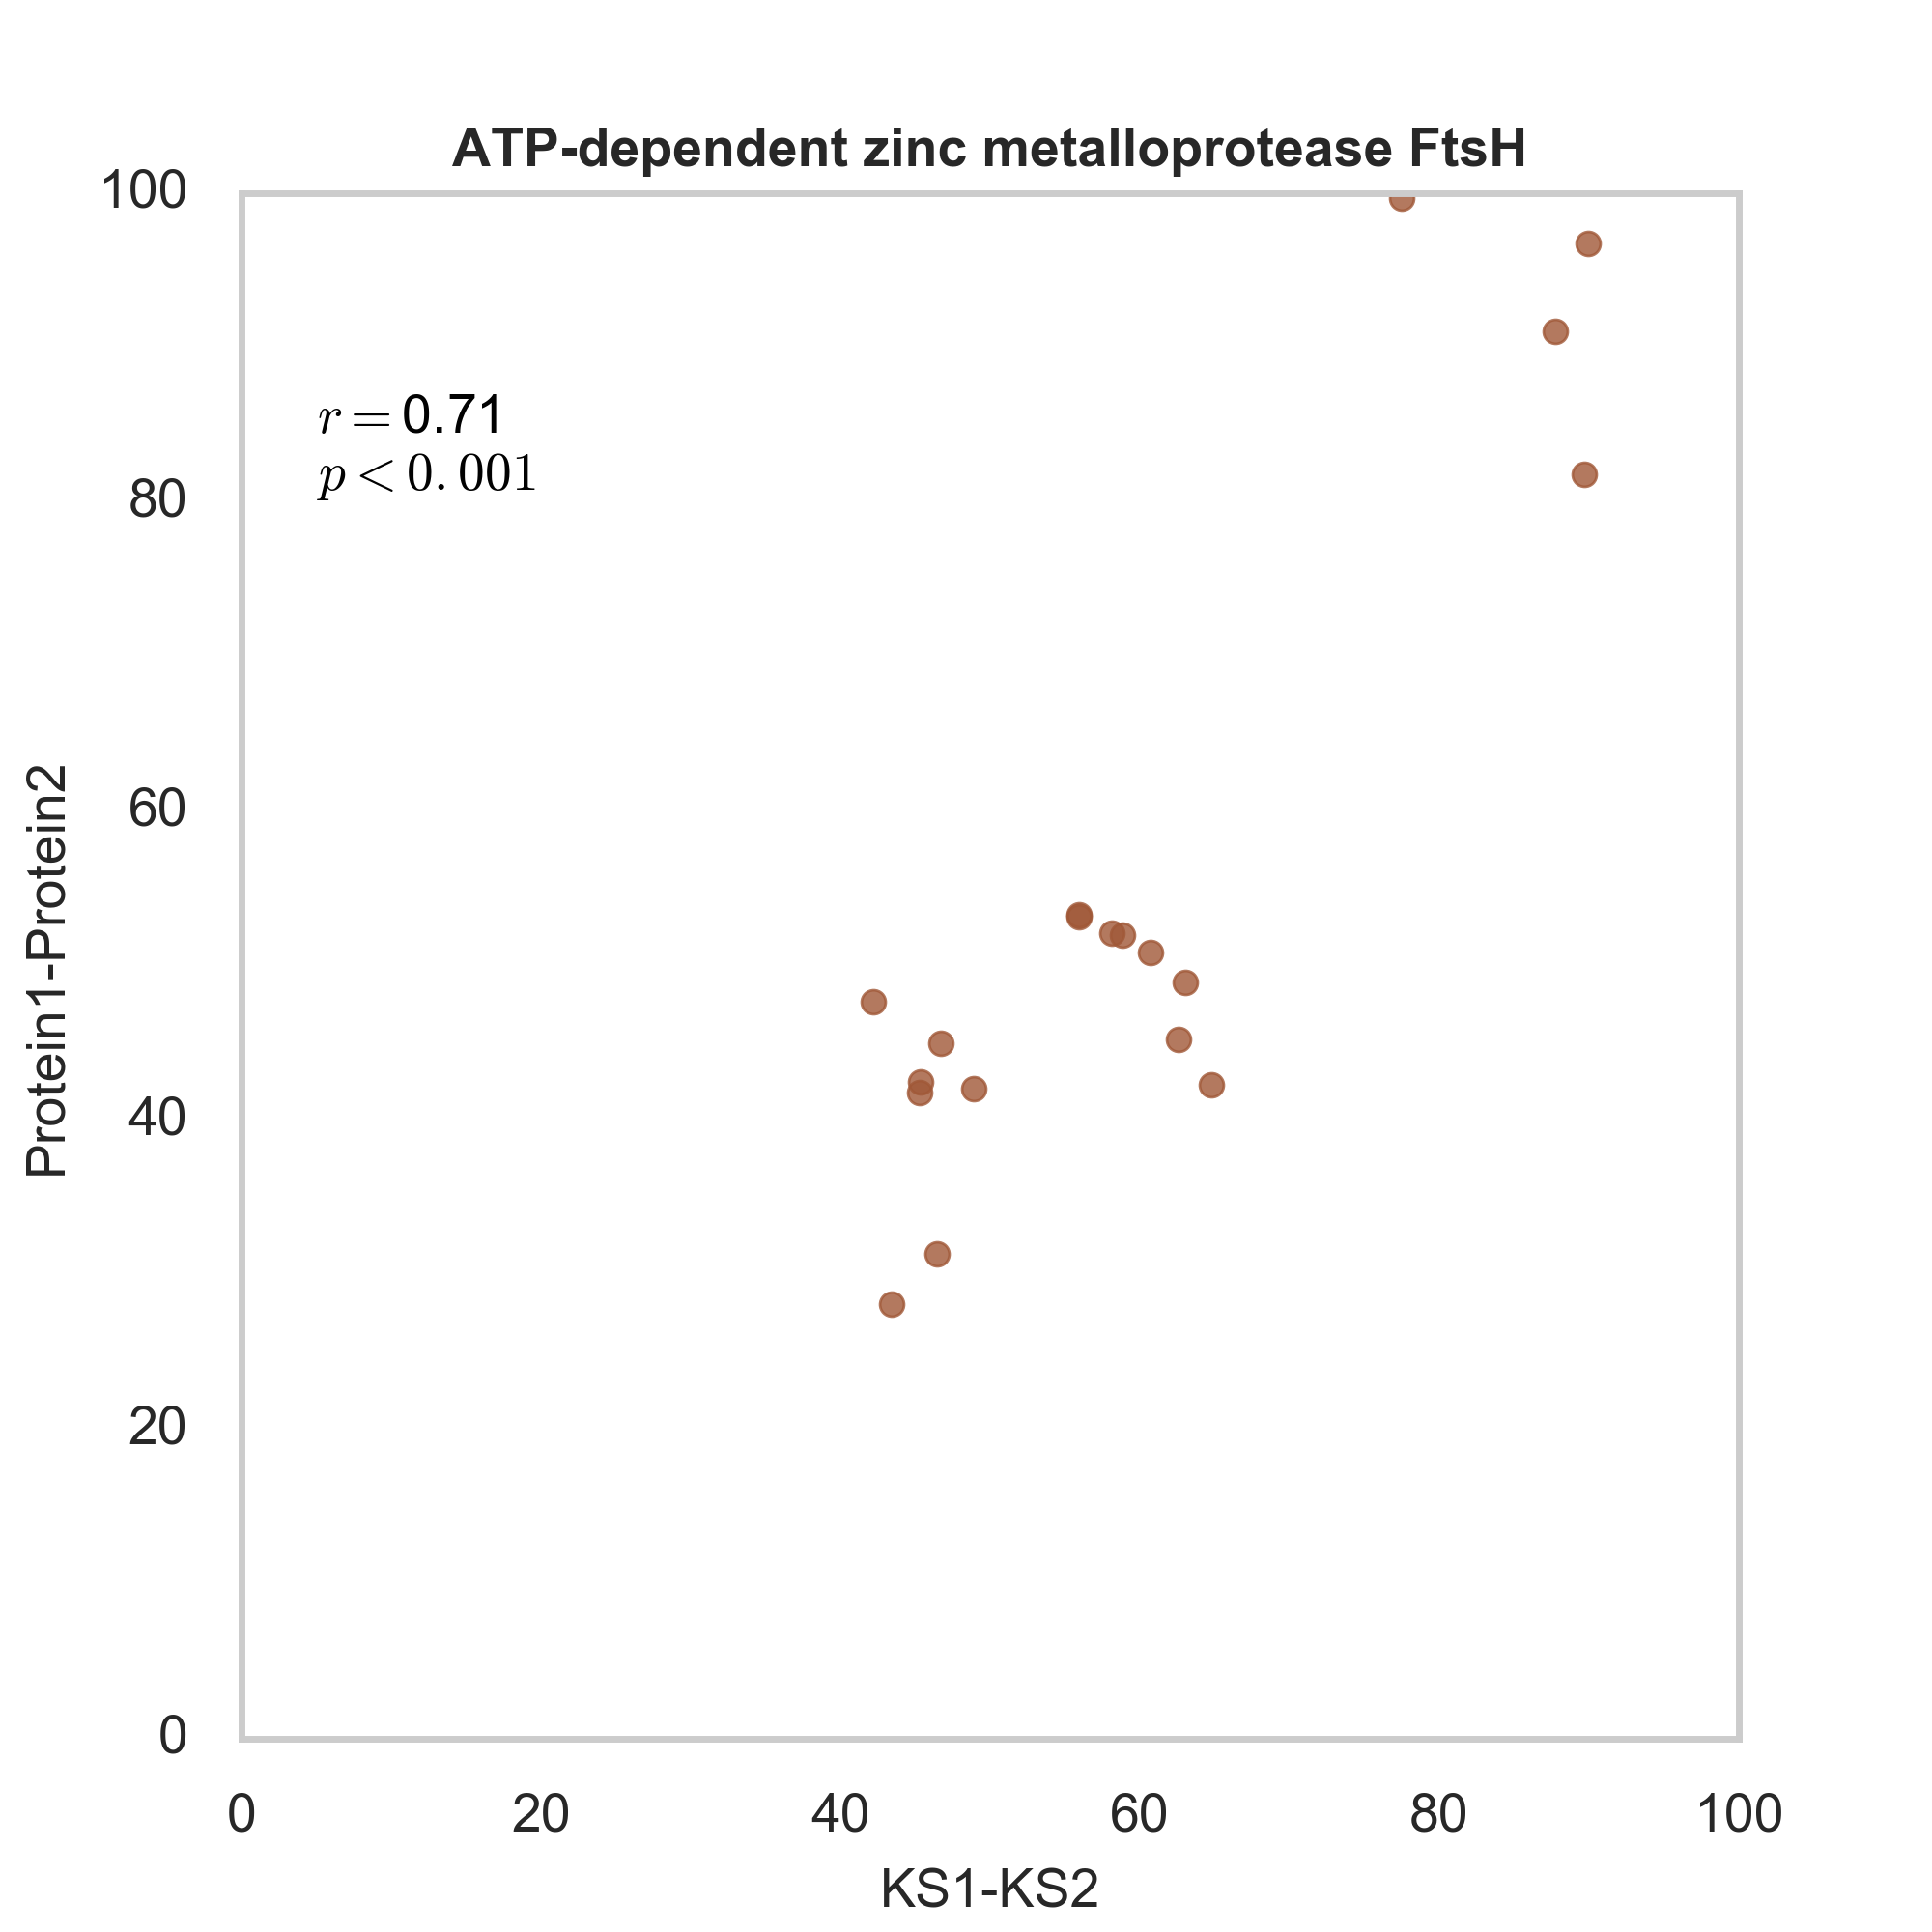 ATP-dependent zinc metalloprotease FtsH
100
80
60
40
20
0
r = 0.71
p < 0.001
Protein1-Protein2
0 20 40 60 80 100
KS1-KS2